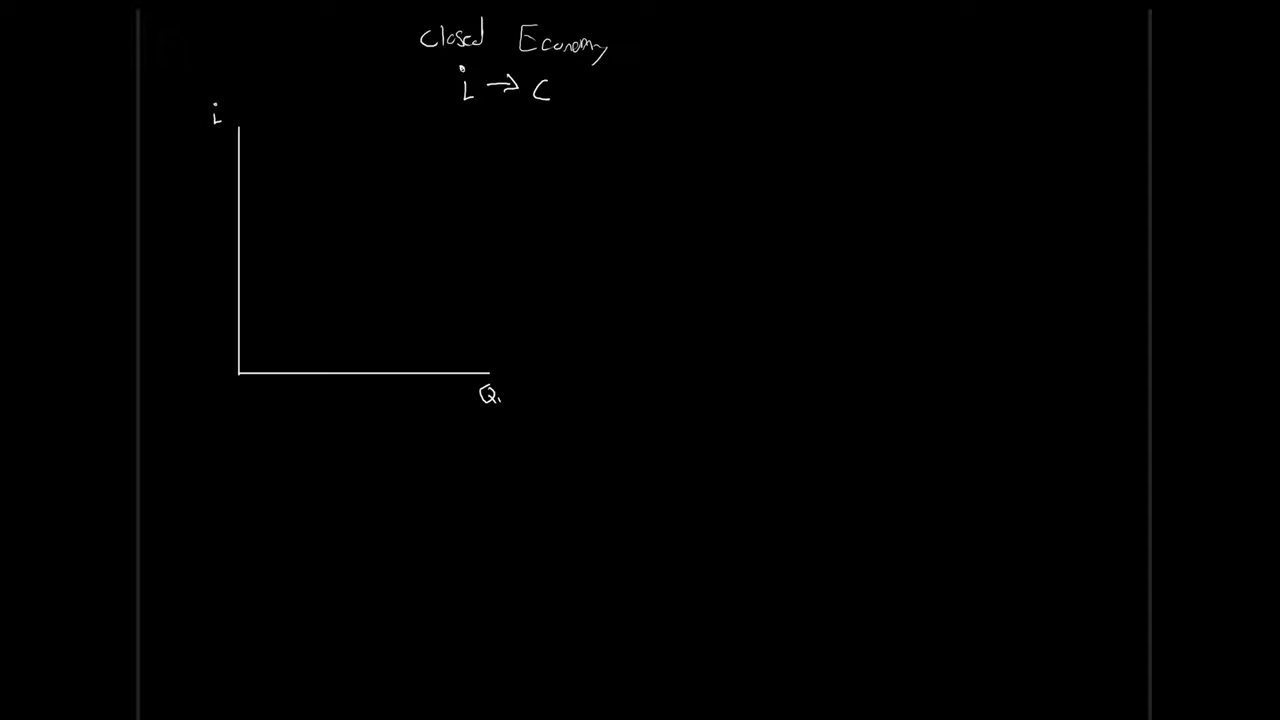 Closed Economy
i → C
i
Q.